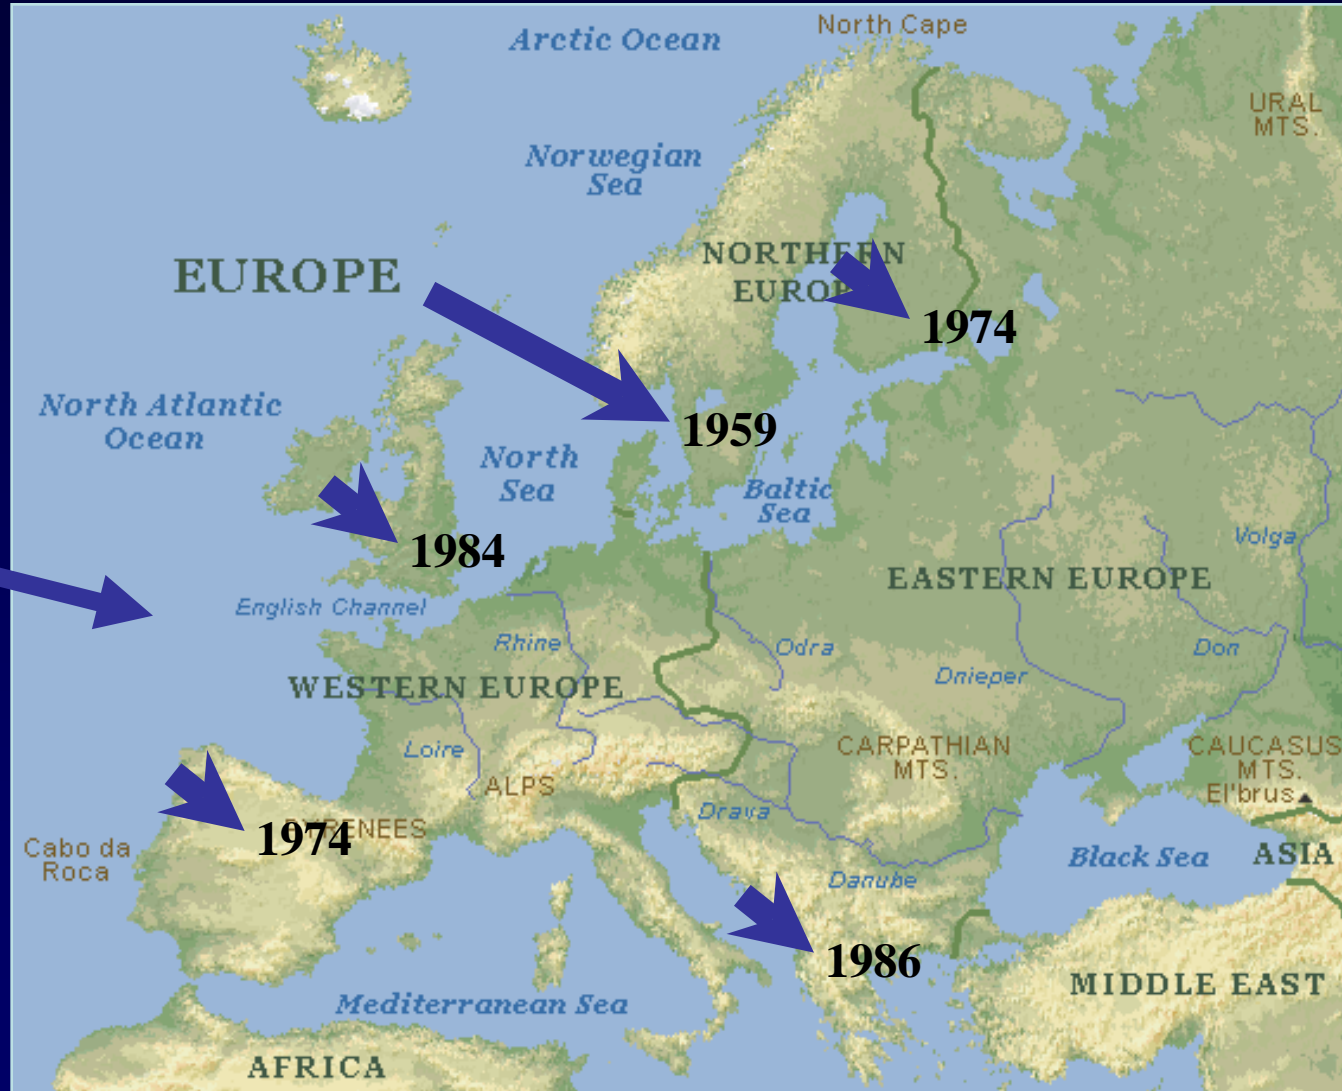 North Cape
Arctic Ocean
URAL
MTS.
Norwegian
Sea
NORTHERN
EUROPE
EUROPE
1974
North Atlantic
Ocean
1959
North
Sea
Baltic
Sea
1984
Volga
EASTERN EUROPE
English Channel
Rhine
Odra
Don
Dnieper
WESTERN EUROPE
Loire
CARPATHIAN
MTS.
CAUCASUS
MTS.
El'brus
ALPS
Drava
1974
PYRENEES
Cabo da
Roca
Black Sea
ASIA
Danube
1986
MIDDLE EAST
Mediterranean Sea
AFRICA